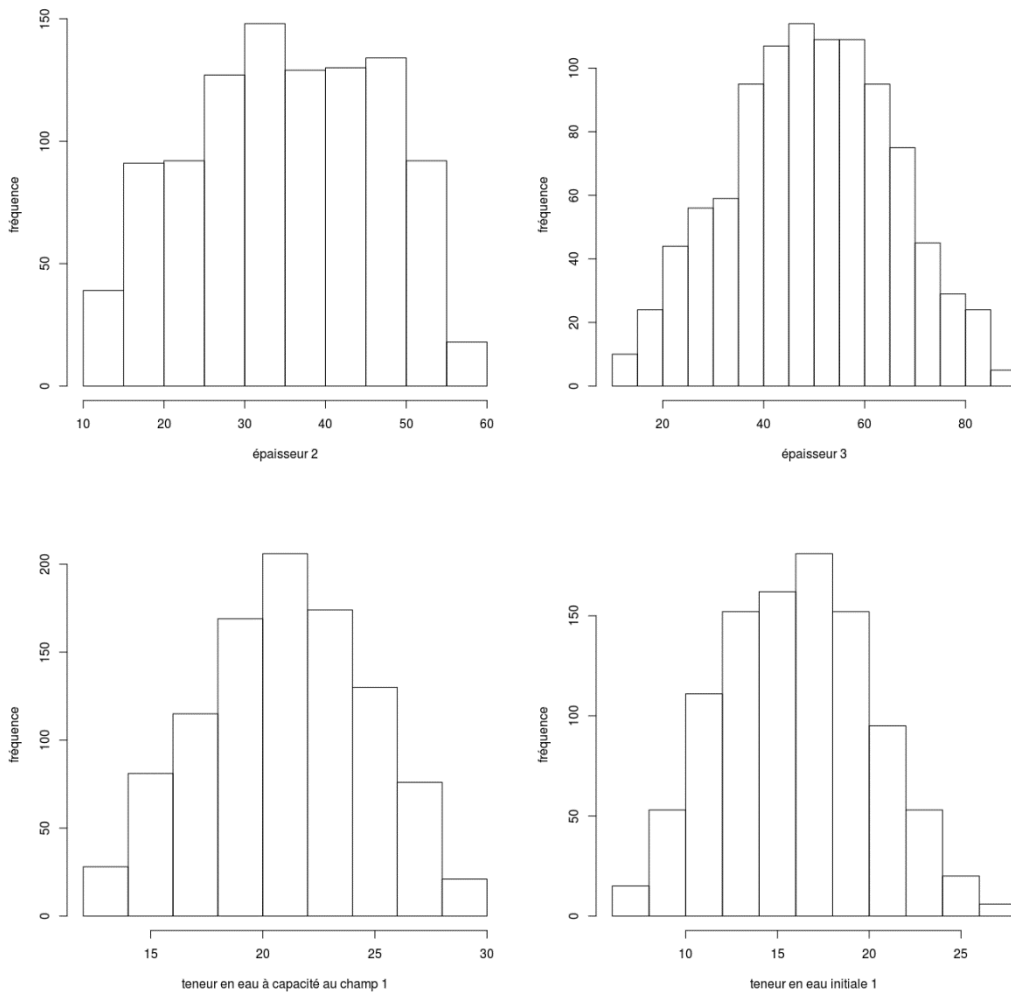 fréquence
0 50 100 150
10 20 30 40 50 60
épaisseur 2
fréquence
0 20 40 60 80 100
20 40 60 80
épaisseur 3
fréquence
0 50 100 150 200
15 20 25 30
teneur en eau à capacité au champ 1
fréquence
0 50 100 150
10 15 20 25
teneur en eau initiale 1